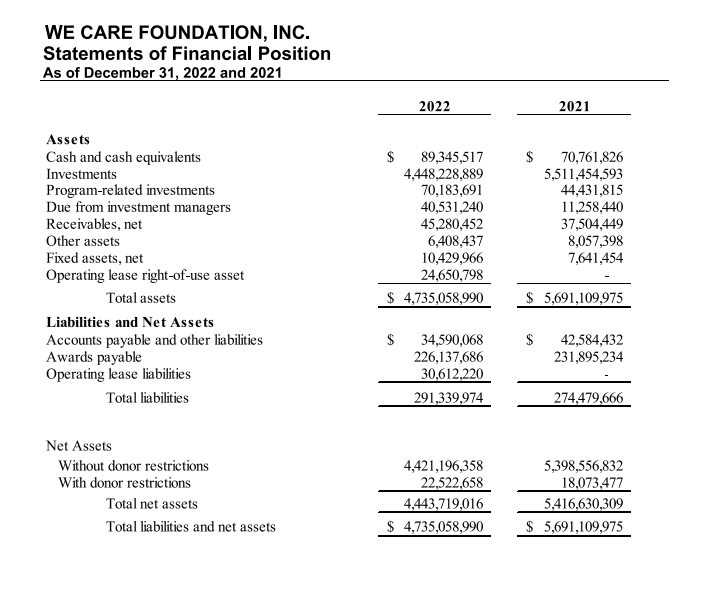 WE CARE FOUNDATION, INC.
Statements of Financial Position
As of December 31, 2022 and 2021
2022 2021
Assets
Cash and cash equivalents $ 89,345,517 $ 70,761,826
Investments 4,448,228,889 5,511,454,593
Program-related investments 70,183,691 44,431,815
Due from investment managers 40,531,240 11,258,440
Receivables, net 45,280,452 37,504,449
Other assets 6,408,437 8,057,398
Fixed assets, net 10,429,966 7,641,454
Operating lease right-of-use asset 24,650,798 -
Total assets $ 4,735,058,990 $ 5,691,109,975
Liabilities and Net Assets
Accounts payable and other liabilities $ 34,590,068 $ 42,584,432
Awards payable 226,137,686 231,895,234
Operating lease liabilities 30,612,220 -
Total liabilities 291,339,974 274,479,666
Net Assets
Without donor restrictions 4,421,196,358 5,398,556,832
With donor restrictions 22,522,658 18,073,477
Total net assets 4,443,719,016 5,416,630,309
Total liabilities and net assets $ 4,735,058,990 $ 5,691,109,975